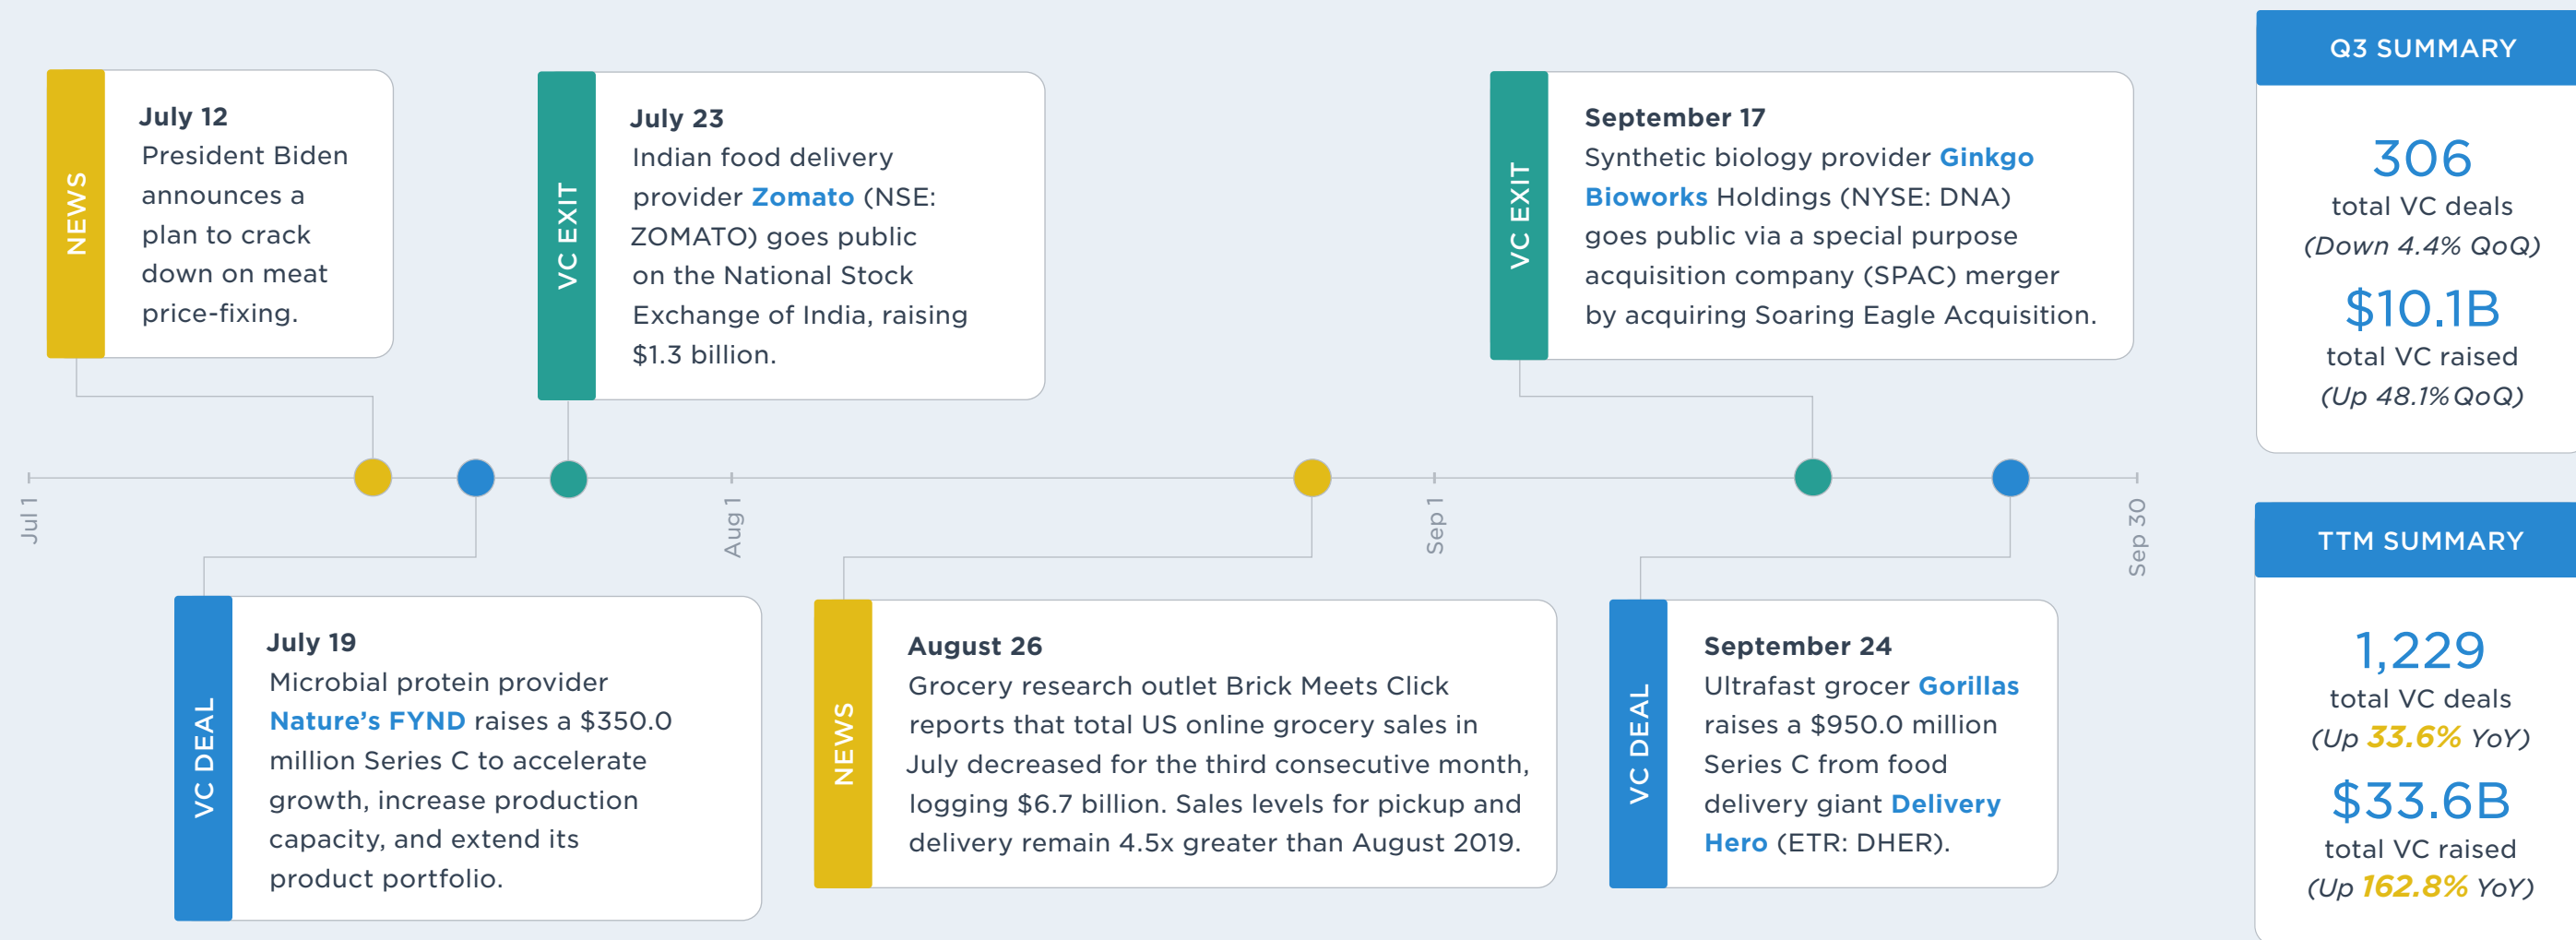 NEWS
July 12
President Biden
announces a
plan to crack
down on meat
price-fixing.
VC EXIT
July 23
Indian food delivery
provider Zomato (NSE:
ZOMATO) goes public
on the National Stock
Exchange of India, raising
$1.3 billion.
VC EXIT
September 17
Synthetic biology provider Ginkgo
Bioworks Holdings (NYSE: DNA)
goes public via a special purpose
acquisition company (SPAC) merger
by acquiring Soaring Eagle Acquisition.
Jul 1
Aug 1
Sep 1
Sep 30
VC DEAL
July 19
Microbial protein provider
Nature’s FYND raises a $350.0
million Series C to accelerate
growth, increase production
capacity, and extend its
product portfolio.
NEWS
August 26
Grocery research outlet Brick Meets Click
reports that total US online grocery sales in
July decreased for the third consecutive month,
logging $6.7 billion. Sales levels for pickup and
delivery remain 4.5x greater than August 2019.
VC DEAL
September 24
Ultrafast grocer Gorillas
raises a $950.0 million
Series C from food
delivery giant Delivery
Hero (ETR: DHER).
Q3 SUMMARY
306
total VC deals
(Down 4.4% QoQ)
$10.1B
total VC raised
(Up 48.1% QoQ)
TTM SUMMARY
1,229
total VC deals
(Up 33.6% YoY)
$33.6B
total VC raised
(Up 162.8% YoY)